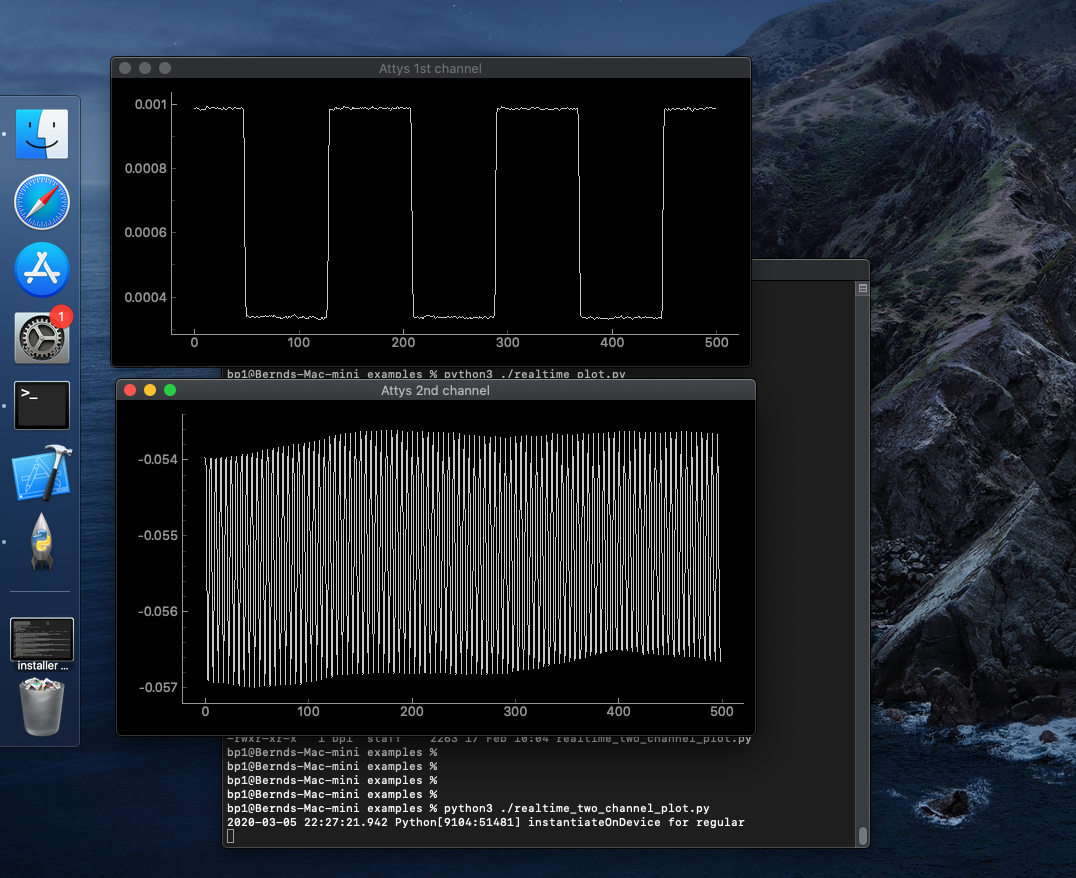 Attys 1st channel
0.001
0.0008
0.0006
0.0004
0 100 200 300 400 500
1
>_
installer ...
bp1@Bernds-Mac-mini examples % python3 ./realtime_plot.py
Attys 2nd channel
-0.054
-0.055
-0.056
-0.057
0 100 200 300 400 500
-rwxr-xr-x 1 bp1 staff 2263 17 Feb 10:04 realtime_two_channel_plot.py
bp1@Bernds-Mac-mini examples %
bp1@Bernds-Mac-mini examples %
bp1@Bernds-Mac-mini examples %
bp1@Bernds-Mac-mini examples %
bp1@Bernds-Mac-mini examples % python3 ./realtime_two_channel_plot.py
2020-03-05 22:27:21.942 Python[9104:51481] instantiateOnDevice for regular